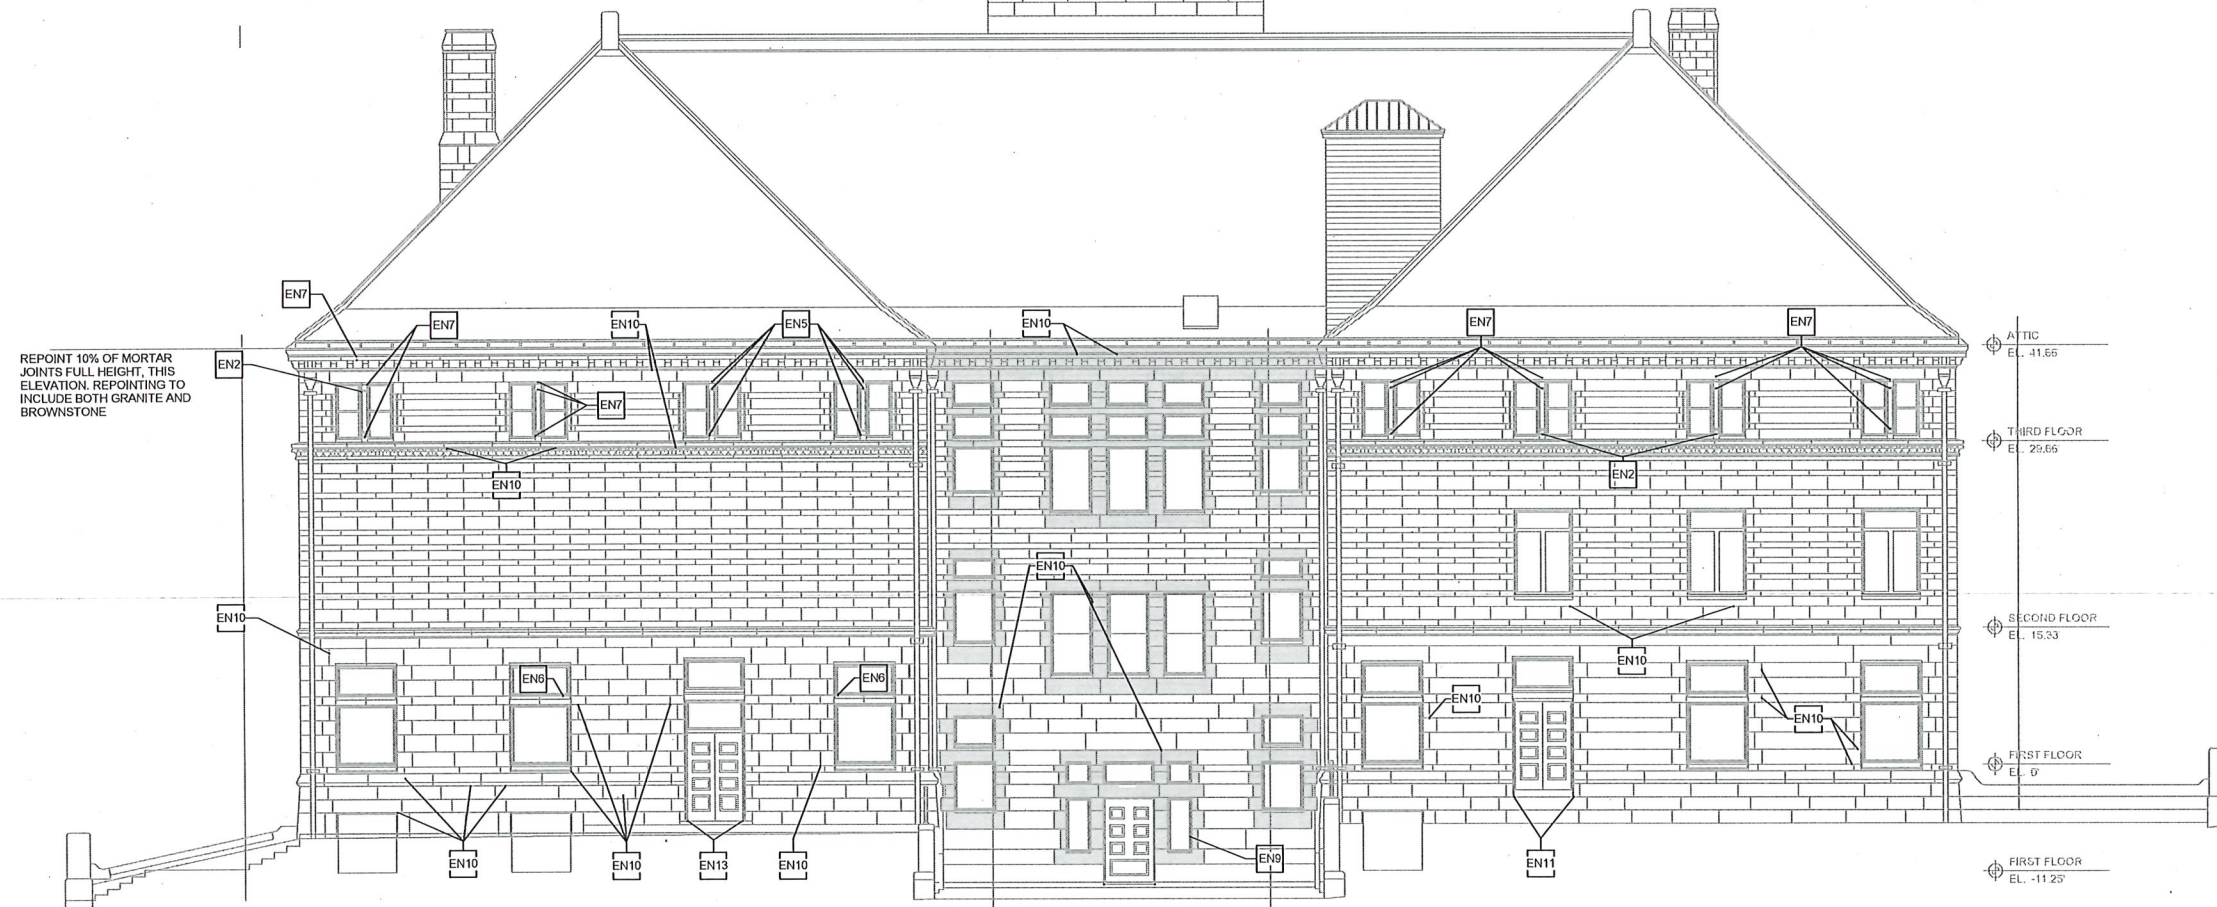 EN7
EN7
EN10
EN5
EN10
EN7
EN7
ATTIC
EL. 41.66
REPOINT 10% OF MORTAR
JOINTS FULL HEIGHT, THIS
ELEVATION. REPOINTING TO
INCLUDE BOTH GRANITE AND
BROWNSTONE
EN2
EN7
THIRD FLOOR
EL. 29.66
EN10
EN2
EN10
EN10
SECOND FLOOR
EL. 15.33
EN10
EN6
EN6
EN10
EN10
FIRST FLOOR
EL. 0'
EN10
EN10
EN13
EN10
EN9
EN11
FIRST FLOOR
EL. -11.25'